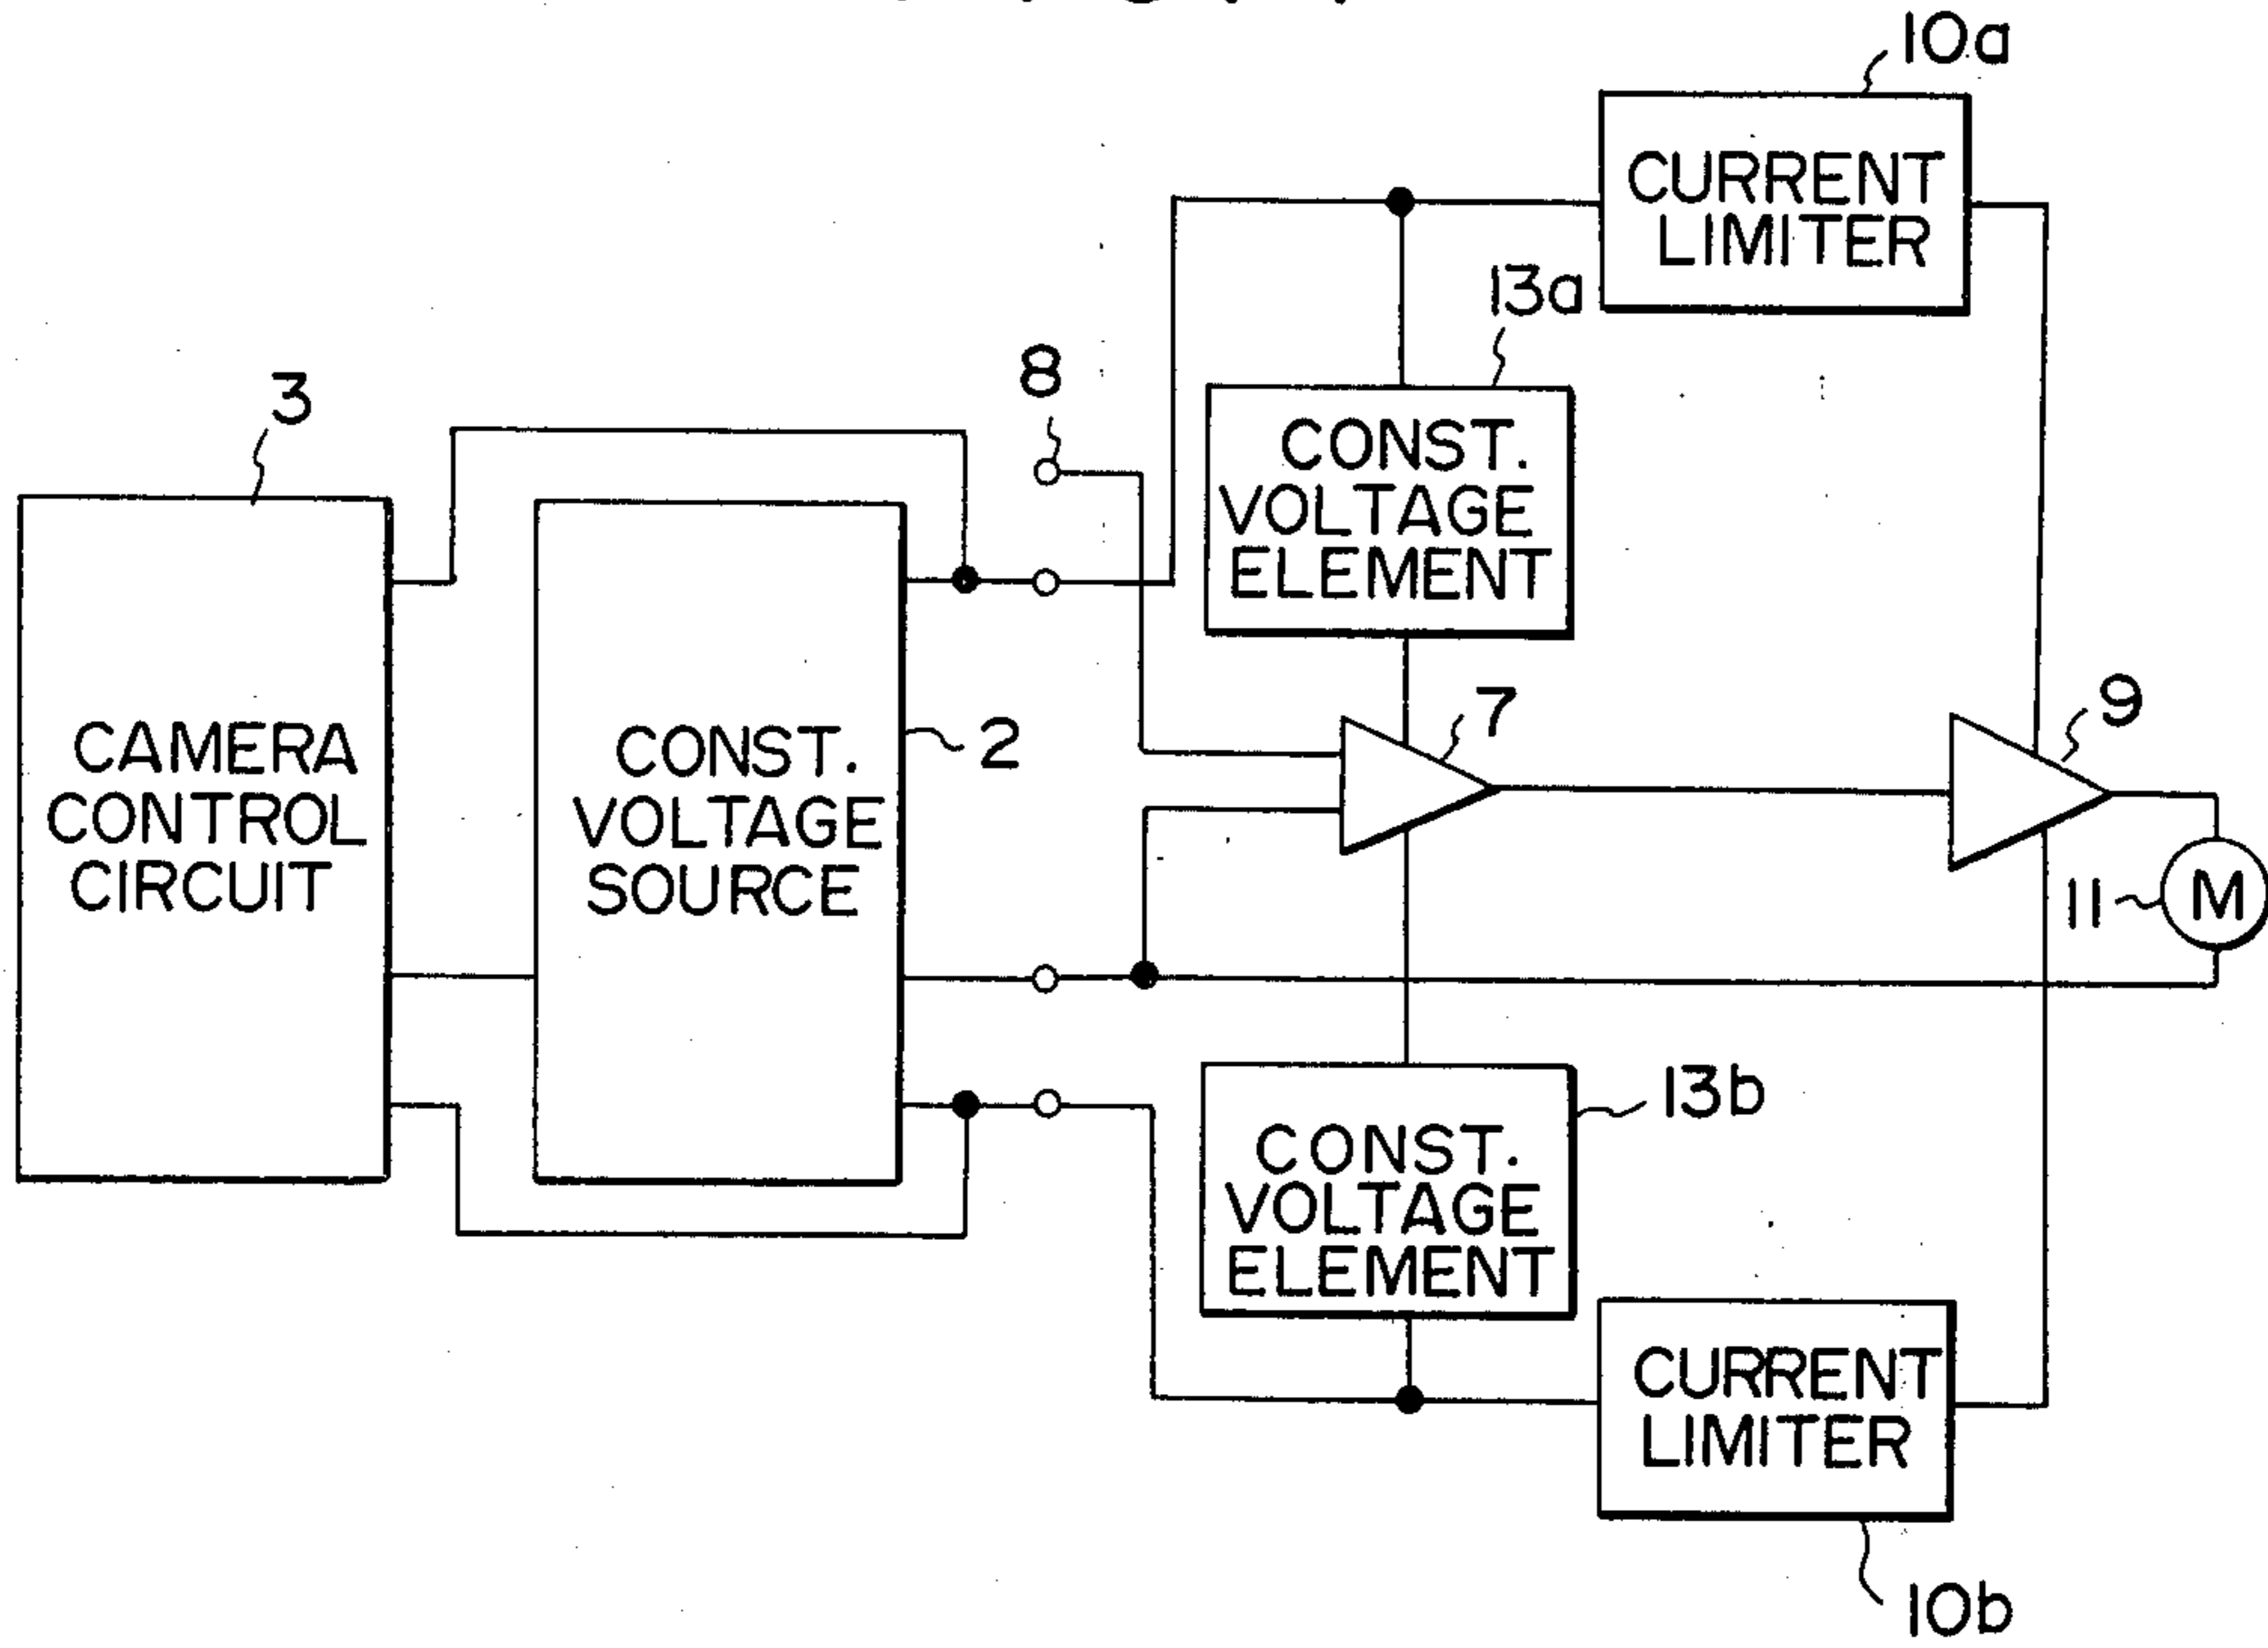 10a
CURRENT
LIMITER
13a
8
3
CONST.
VOLTAGE
ELEMENT
CAMERA
CONTROL
CIRCUIT
CONST.
VOLTAGE
SOURCE
2
7
9
11
M
13b
CONST.
VOLTAGE
ELEMENT
CURRENT
LIMITER
10b